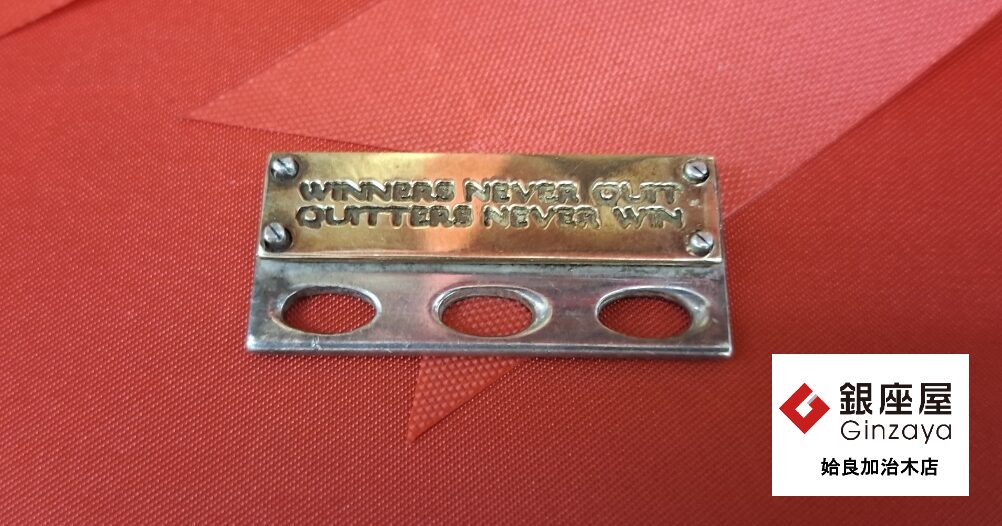 WINNERS NEVER QUIT
QUITTERS NEVER WIN
銀座屋
Ginzaya
姶良加治木店